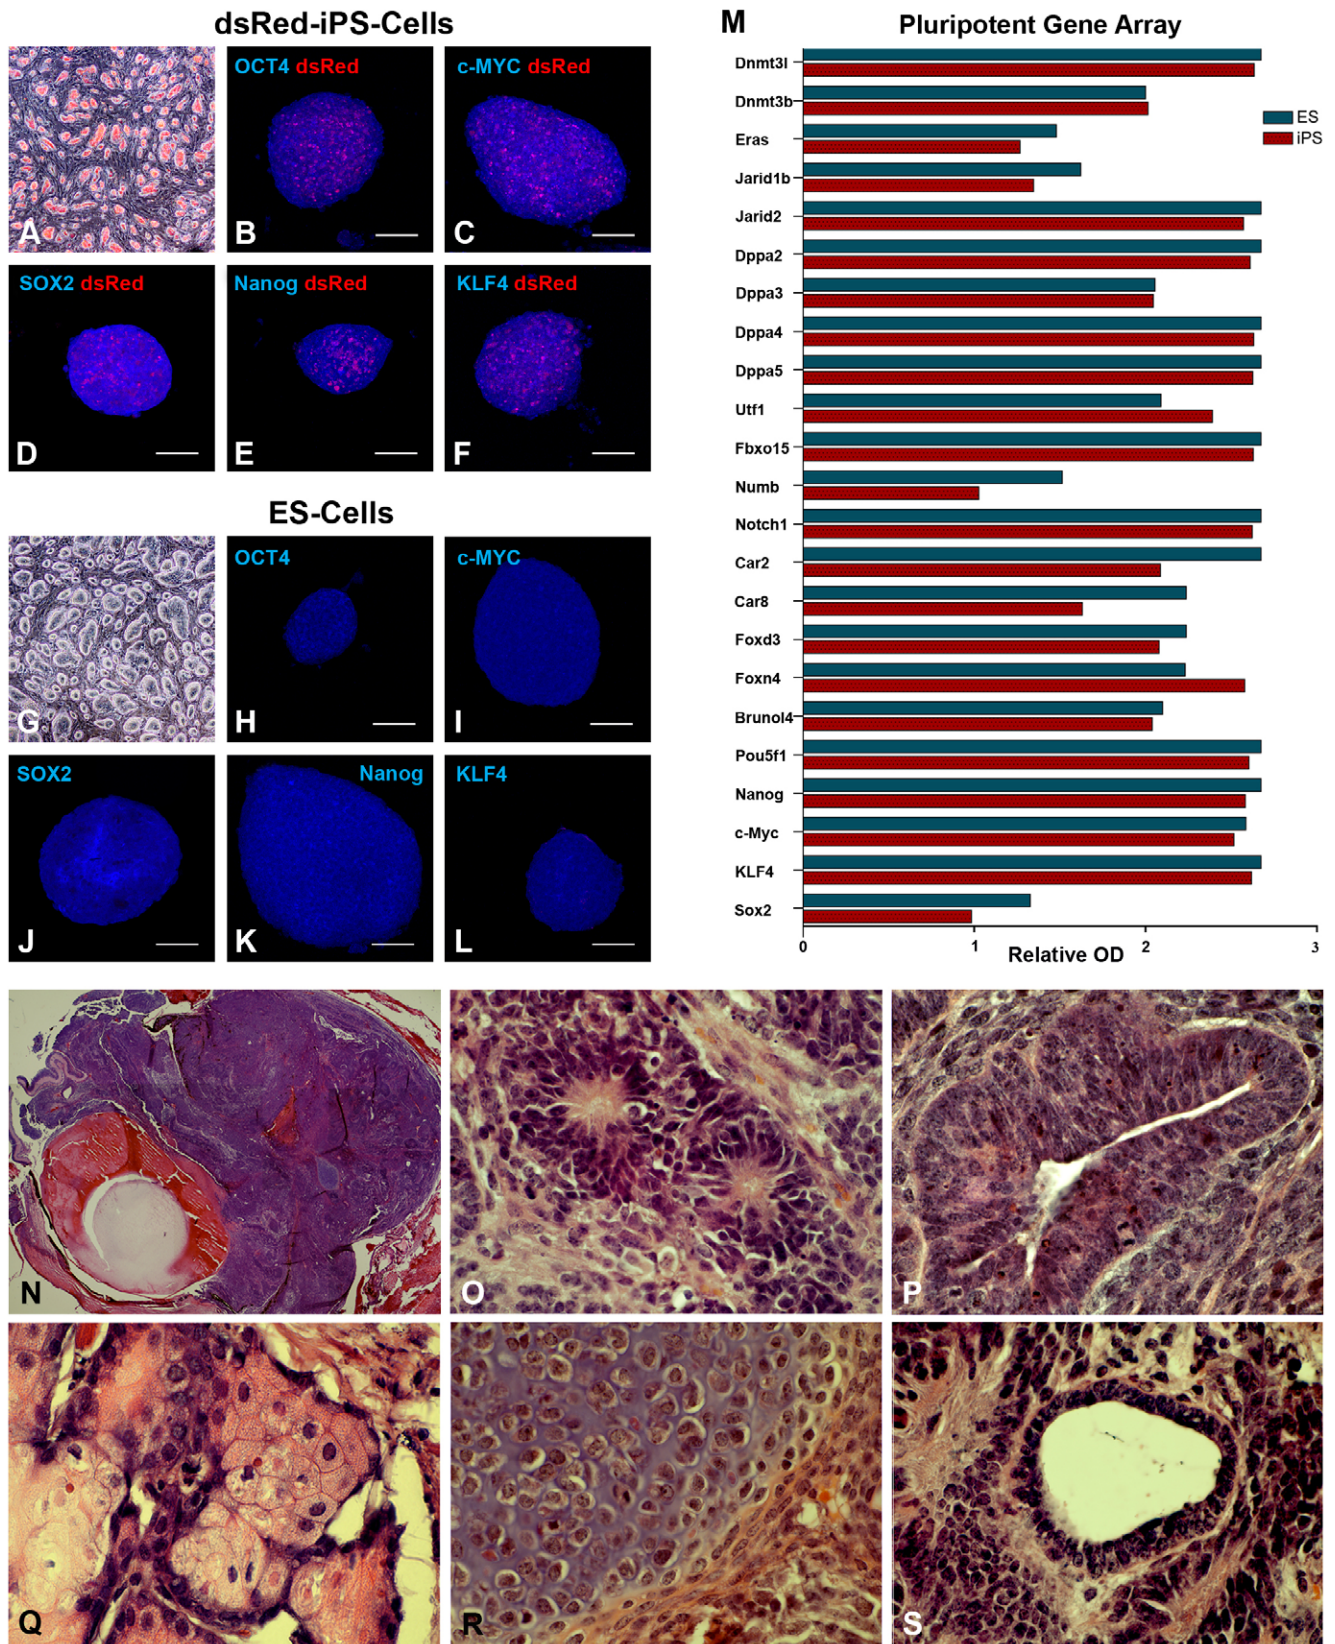 dsRed-iPS-Cells
A
OCT4 dsRed
B
c-MYC dsRed
C
SOX2 dsRed
D
Nanog dsRed
E
KLF4 dsRed
F
ES-Cells
G
OCT4
H
c-MYC
I
SOX2
J
Nanog
K
KLF4
L
M
Pluripotent Gene Array
Dnmt3l
Dnmt3b
Eras
Jarid1b
Jarid2
Dppa2
Dppa3
Dppa4
Dppa5
Utf1
Fbxo15
Numb
Notch1
Car2
Car8
Foxd3
Foxn4
Brunol4
Pou5f1
Nanog
c-Myc
KLF4
Sox2
ES
iPS
0 1 2 3
Relative OD
N
O
P
Q
R
S